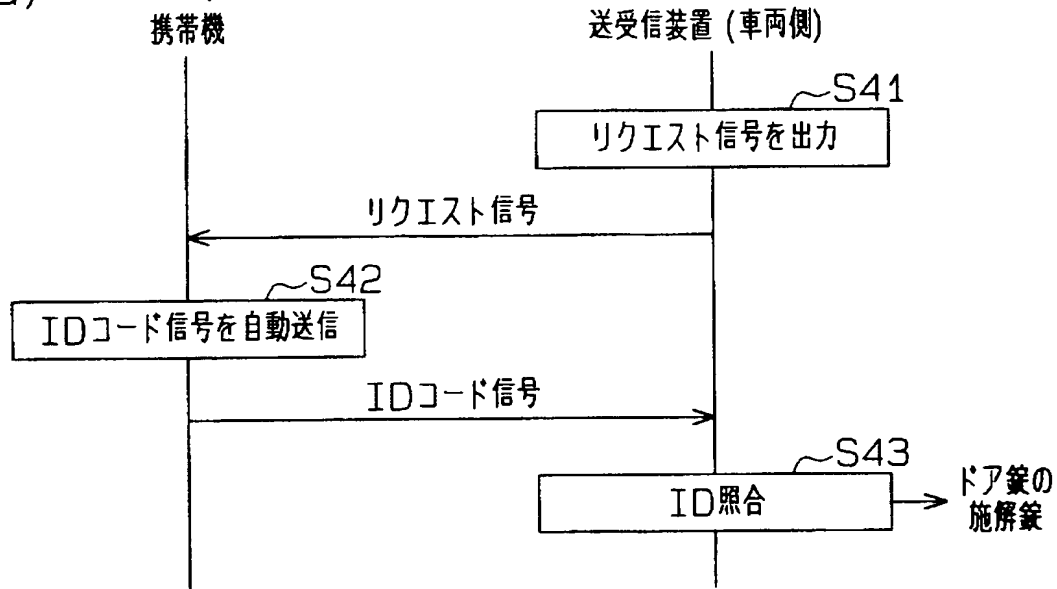 携帯機
送受信装置(車両側)
S41
リクエスト信号を出力
リクエスト信号
S42
IDコード信号を自動送信
IDコード信号
S43
ID照合
ドア錠の
施解錠